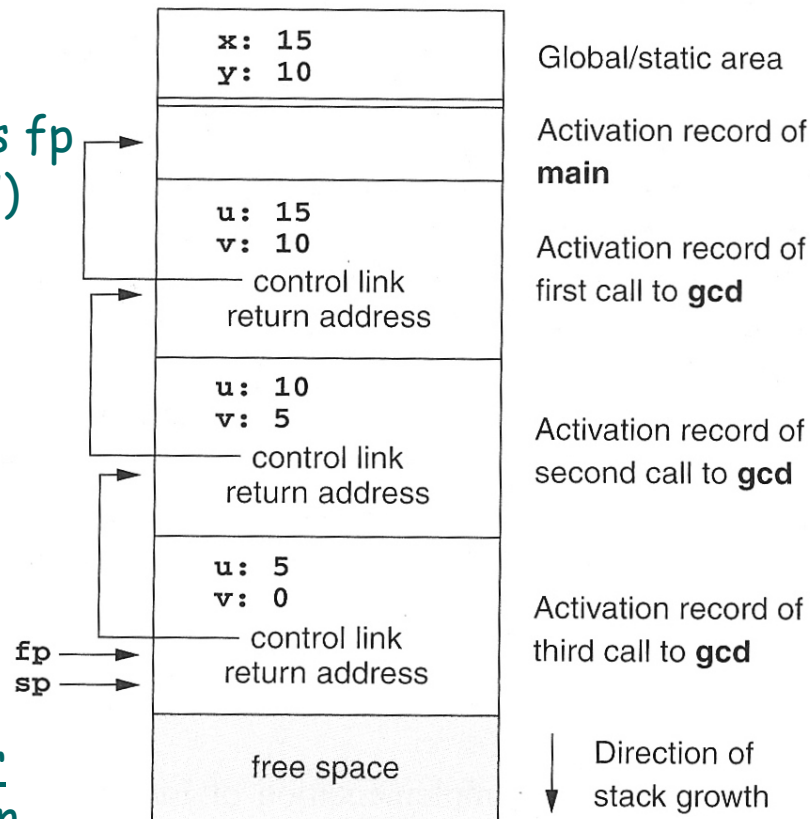 x: 15
y: 10
Global/static area
s fp
)
Activation record of
main
u: 15
v: 10
control link
return address
Activation record of
first call to gcd
u: 10
v: 5
control link
return address
Activation record of
second call to gcd
u: 5
v: 0
control link
return address
Activation record of
third call to gcd
fp
sp
free space
Direction of
stack growth